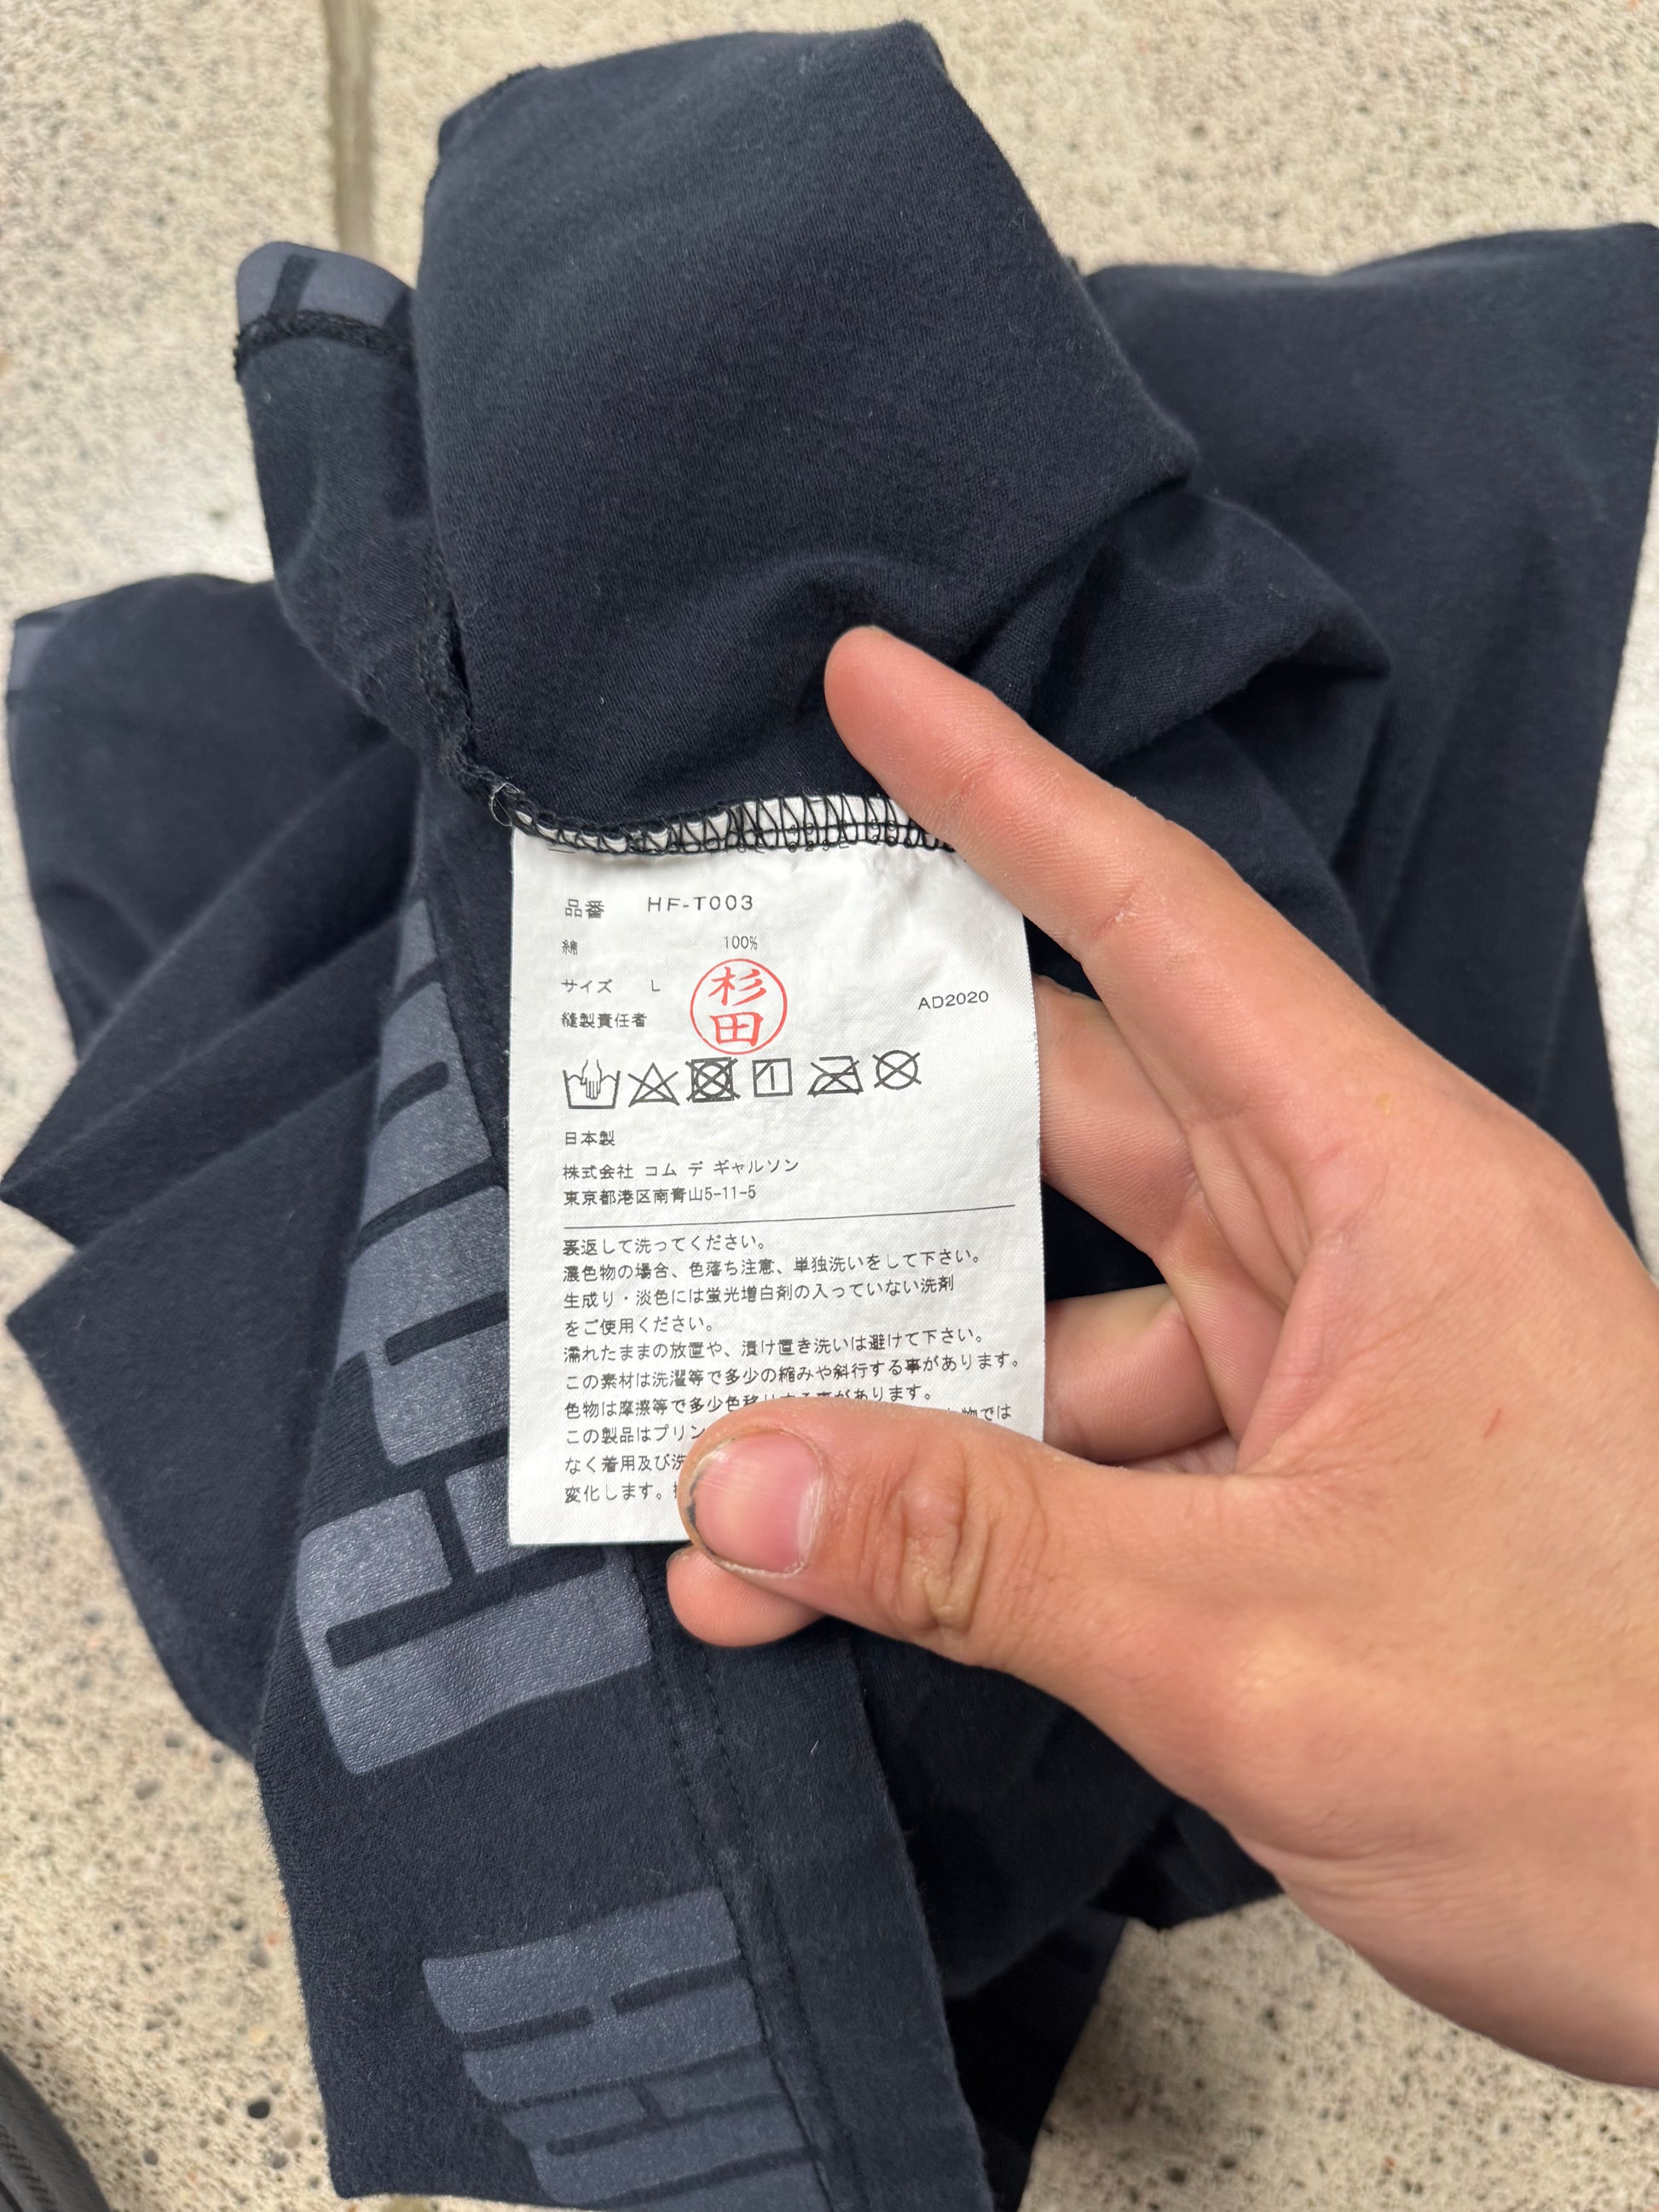 品番 HF-T003
綿 100%
サイズ L
杉田
AD2020
縫製責任者
日本製
株式会社 コム デ ギャルソン
東京都港区南青山5-11-5
裏返して洗ってください。
濃色物の場合、色落ち注意、単独洗いをして下さい。
生成り・淡色には蛍光増白剤の入っていない洗剤
をご使用ください。
濡れたままの放置や、漬け置き洗いは避けて下さい。
この素材は洗濯等で多少の縮みや斜行する事があります。
色物は摩擦等で多少色移りする事があります。
この製品はプリン 物では
なく着用及び洗
変化します。